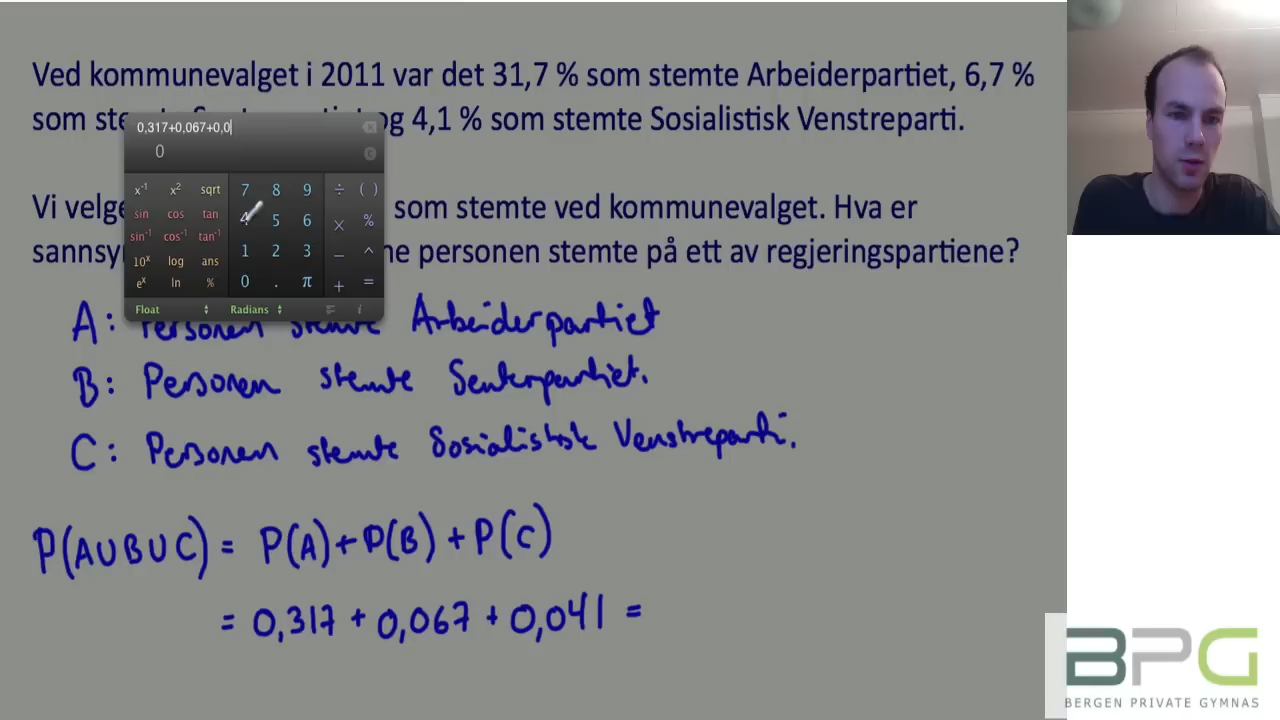 Ved kommunevalget i 2011 var det 31,7 % som stemte Arbeiderpartiet, 6,7 %
som og 4,1 % som stemte Sosialistisk Venstreparti.
Vi som stemte ved kommunevalget. Hva er
personen stemte på ett av regjeringspartiene?
0,317+0,067+0,0
0
x⁻¹ x² sqrt 7 8 9 ÷ ( )
sin cos tan 4 5 6 × %
sin⁻¹ cos⁻¹ tan⁻¹ 1 2 3 − ^
10ˣ log ans 0 . π + =
eˣ ln %
Float Radians i
A: Personen stemte Arbeiderpartiet
B: Personen stemte Senterpartiet.
C: Personen stemte Sosialistisk Venstreparti.
P(A∪B∪C) = P(A)+P(B)+P(C)
= 0,317 + 0,067 + 0,041 =
BPG
BERGEN PRIVATE GYMNAS